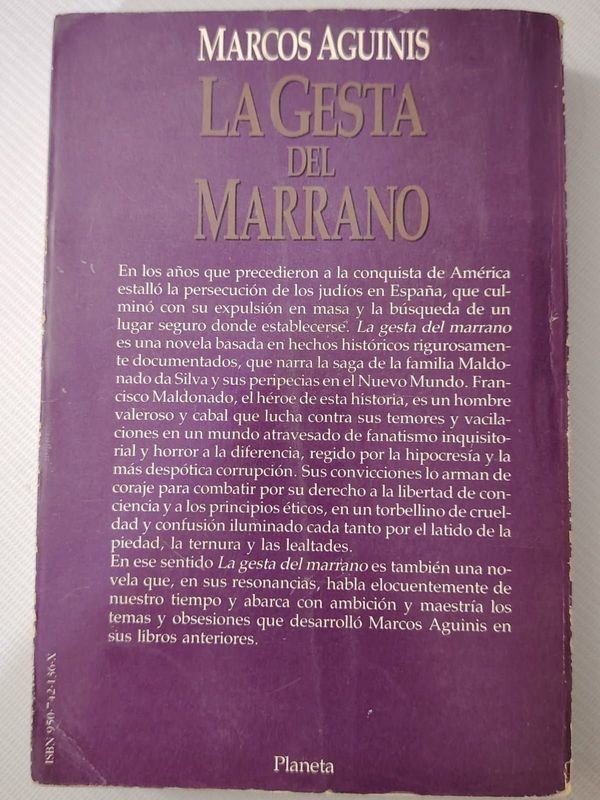 MARCOS AGUINIS
LA GESTA
DEL
MARRANO
En los años que precedieron a la conquista de América
estalló la persecución de los judíos en España, que cul-
minó con su expulsión en masa y la búsqueda de un
lugar seguro donde establecerse. La gesta del marrano
es una novela basada en hechos históricos rigurosamen-
te documentados, que narra la saga de la familia Maldo-
nado da Silva y sus peripecias en el Nuevo Mundo. Fran-
cisco Maldonado, el héroe de esta historia, es un hombre
valeroso y cabal que lucha contra sus temores y vacila-
ciones en un mundo atravesado de fanatismo inquisito-
rial y horror a la diferencia, regido por la hipocresía y la
más despótica corrupción. Sus convicciones lo arman de
coraje para combatir por su derecho a la libertad de con-
ciencia y a los principios éticos, en un torbellino de cruel-
dad y confusión iluminado cada tanto por el latido de la
piedad, la ternura y las lealtades.
En ese sentido La gesta del marrano es también una no-
vela que, en sus resonancias, habla elocuentemente de
nuestro tiempo y abarca con ambición y maestría los
temas y obsesiones que desarrolló Marcos Aguinis en
sus libros anteriores.
ISBN 950-742-136-X
Planeta